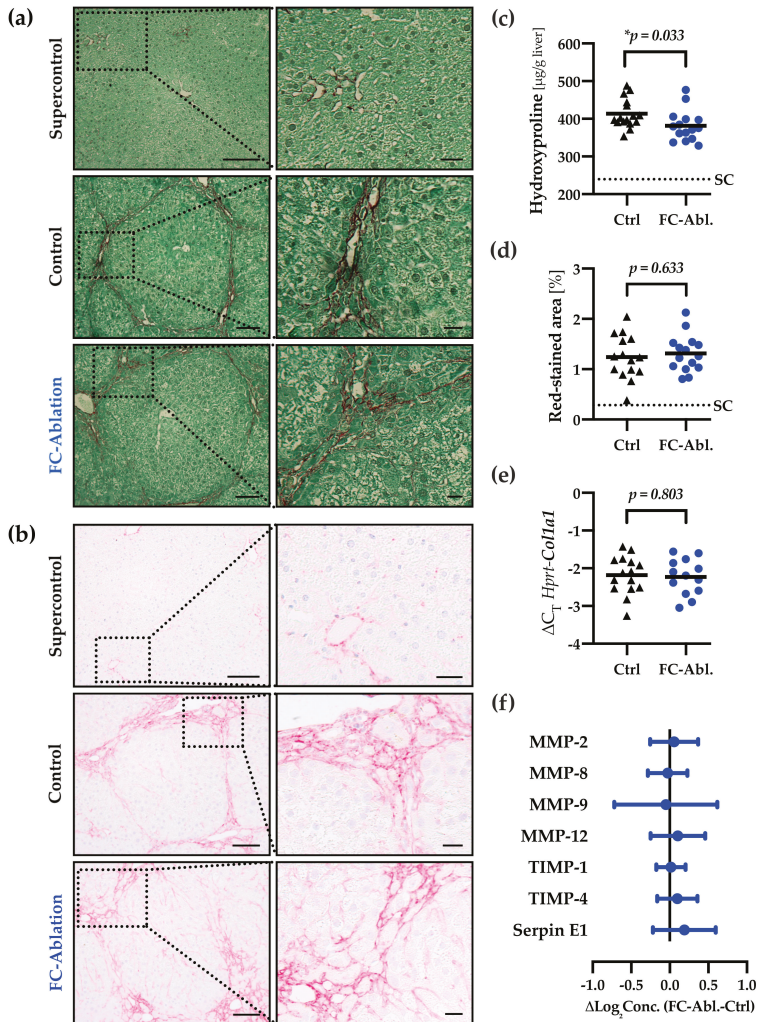 (a)
Supercontrol
Control
FC-Ablation
(b)
Supercontrol
Control
FC-Ablation
(c)
*p = 0.033
Hydroxyproline [µg/g liver]
600
500
400
300
200
SC
Ctrl FC-Abl.
(d)
p = 0.633
Red-stained area [%]
3
2
1
0
SC
Ctrl FC-Abl.
(e)
p = 0.803
ΔCT Hprt-Col1a1
-0
-1
-2
-3
-4
Ctrl FC-Abl.
(f)
MMP-2
MMP-8
MMP-9
MMP-12
TIMP-1
TIMP-4
Serpin E1
-1.0 -0.5 0.0 0.5 1.0
ΔLog2Conc. (FC-Abl.-Ctrl)